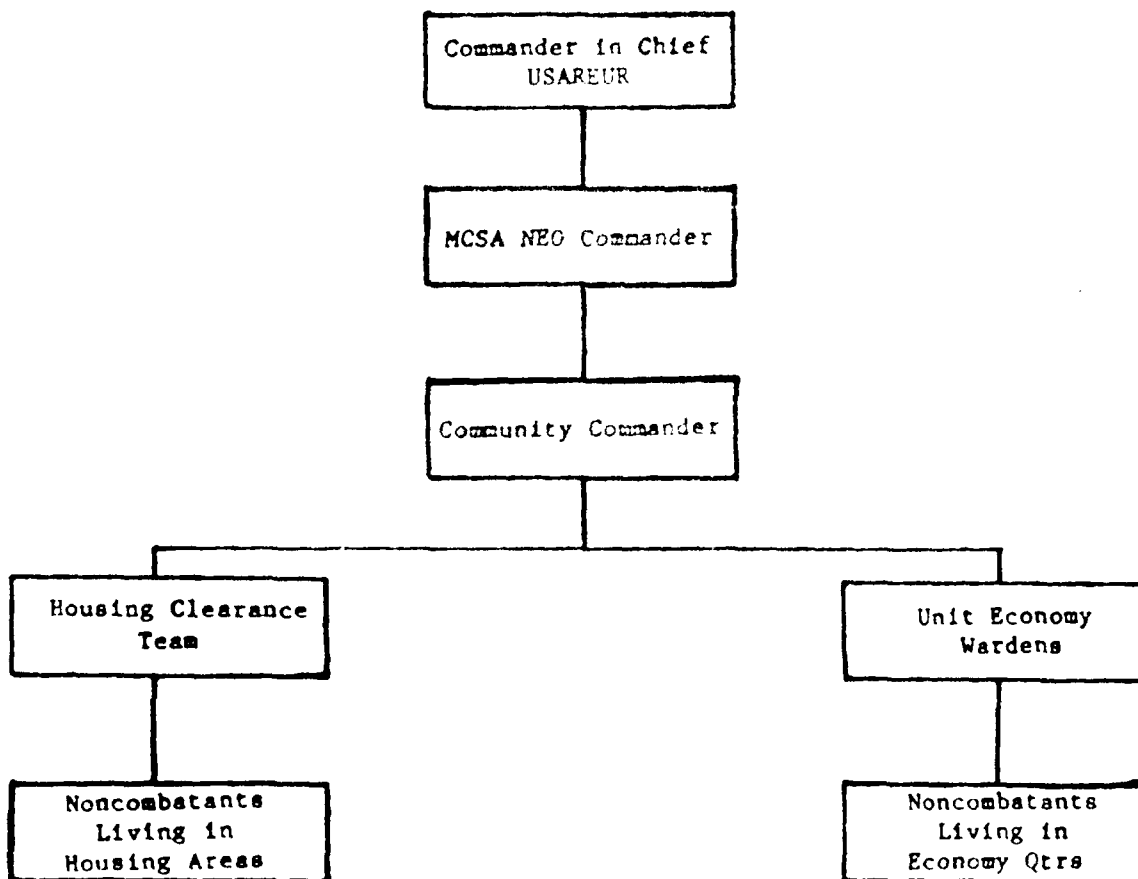 Commander in Chief
USAREUR
MCSA NEO Commander
Community Commander
Housing Clearance
Team
Unit Economy
Wardens
Noncombatants
Living in
Housing Areas
Noncombatants
Living in
Economy Qtrs